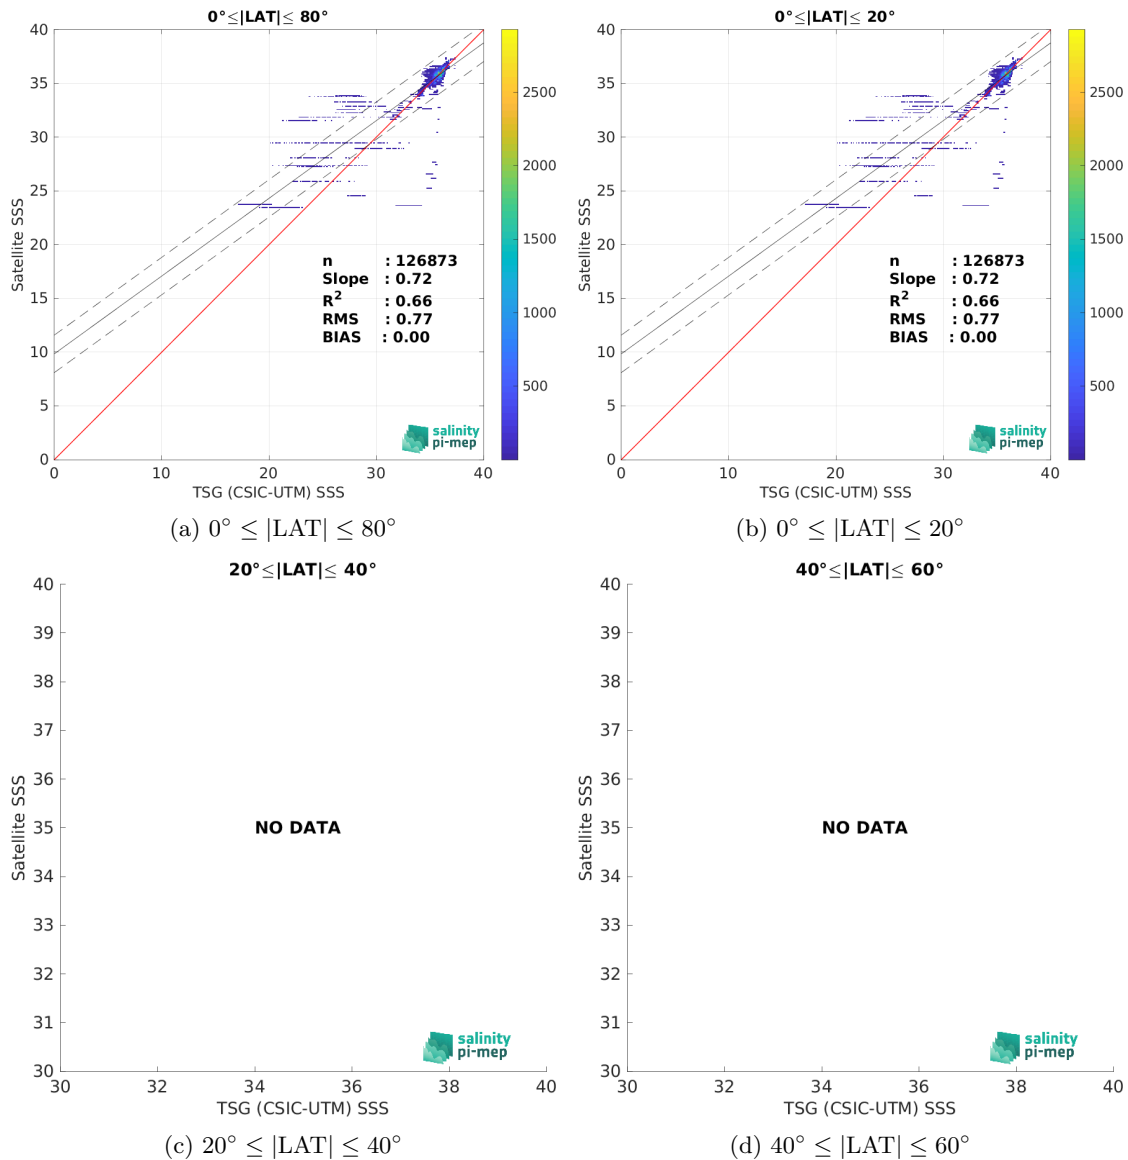 0°≤|LAT|≤ 80°
40
35
30
25
20
15
10
5
0
0
10
20
30
40
Satellite SSS
TSG (CSIC-UTM) SSS
2500
2000
1500
1000
500
n : 126873
Slope : 0.72
R² : 0.66
RMS : 0.77
BIAS : 0.00
salinity
pi-mep
(a) 0° ≤ |LAT| ≤ 80°
0°≤|LAT|≤ 20°
40
35
30
25
20
15
10
5
0
0
10
20
30
40
Satellite SSS
TSG (CSIC-UTM) SSS
2500
2000
1500
1000
500
n : 126873
Slope : 0.72
R² : 0.66
RMS : 0.77
BIAS : 0.00
salinity
pi-mep
(b) 0° ≤ |LAT| ≤ 20°
20°≤|LAT|≤ 40°
40
39
38
37
36
35
34
33
32
31
30
30
32
34
36
38
40
Satellite SSS
TSG (CSIC-UTM) SSS
NO DATA
salinity
pi-mep
(c) 20° ≤ |LAT| ≤ 40°
40°≤|LAT|≤ 60°
40
39
38
37
36
35
34
33
32
31
30
30
32
34
36
38
40
Satellite SSS
TSG (CSIC-UTM) SSS
NO DATA
salinity
pi-mep
(d) 40° ≤ |LAT| ≤ 60°